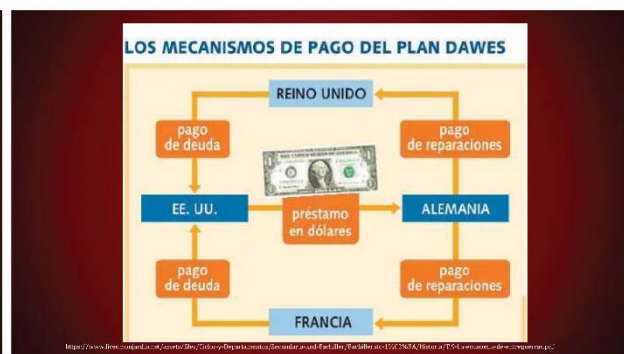 LOS MECANISMOS DE PAGO DEL PLAN DAWES
REINO UNIDO
pago
de deuda
pago
de reparaciones
EE. UU.
préstamo
en dólares
ALEMANIA
pago
de deuda
pago
de reparaciones
FRANCIA